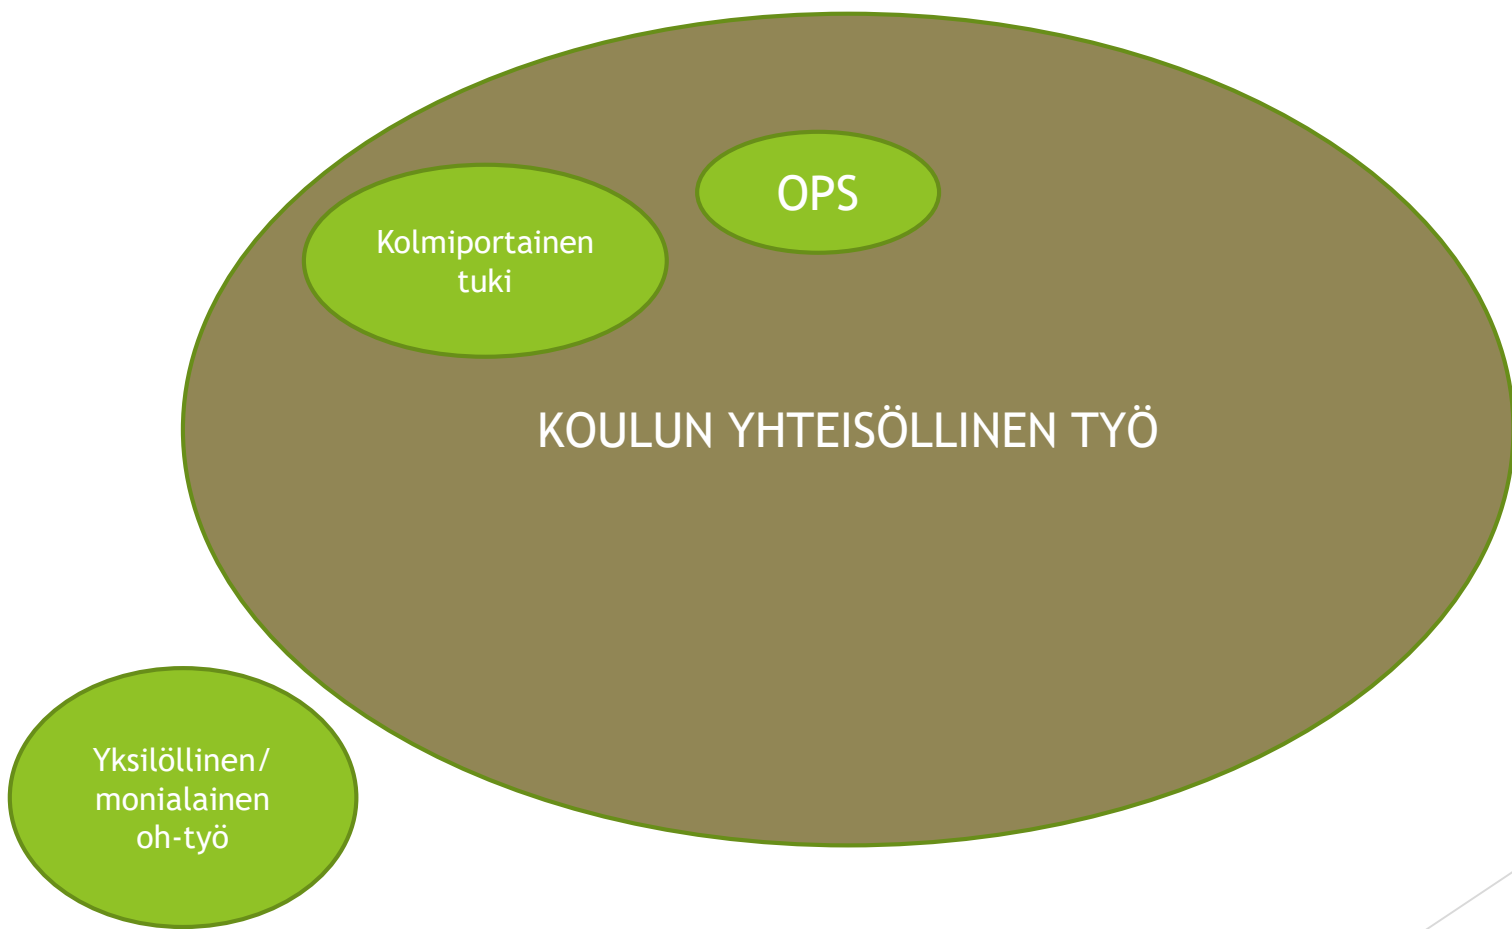 OPS
Kolmiportainen
tuki
KOULUN YHTEISÖLLINEN TYÖ
Yksilöllinen/
monialainen
oh-työ